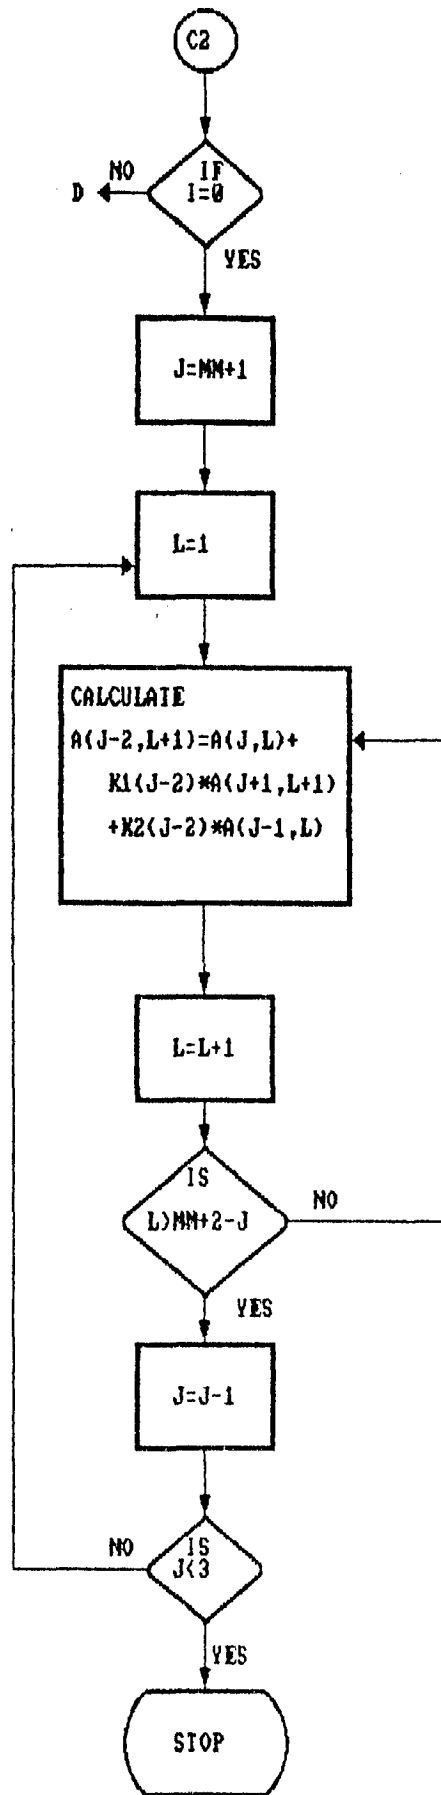 C2
IF
I=0
NO
D
YES
J=MM+1
L=1
CALCULATE
A(J-2,L+1)=A(J,L)+
K1(J-2)*A(J+1,L+1)
+K2(J-2)*A(J-1,L)
L=L+1
IS
L>MM+2-J
NO
YES
J=J-1
IS
J<3
NO
YES
STOP